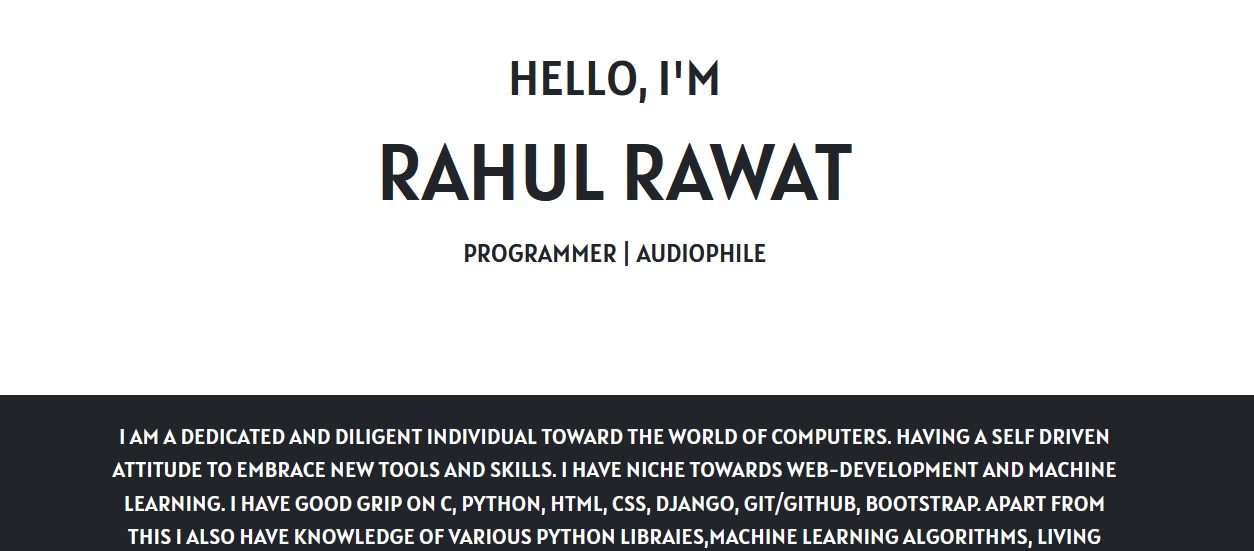 HELLO, I'M
RAHUL RAWAT
PROGRAMMER | AUDIOPHILE
I AM A DEDICATED AND DILIGENT INDIVIDUAL TOWARD THE WORLD OF COMPUTERS. HAVING A SELF DRIVEN
ATTITUDE TO EMBRACE NEW TOOLS AND SKILLS. I HAVE NICHE TOWARDS WEB-DEVELOPMENT AND MACHINE
LEARNING. I HAVE GOOD GRIP ON C, PYTHON, HTML, CSS, DJANGO, GIT/GITHUB, BOOTSTRAP. APART FROM
THIS I ALSO HAVE KNOWLEDGE OF VARIOUS PYTHON LIBRAIES,MACHINE LEARNING ALGORITHMS, LIVING